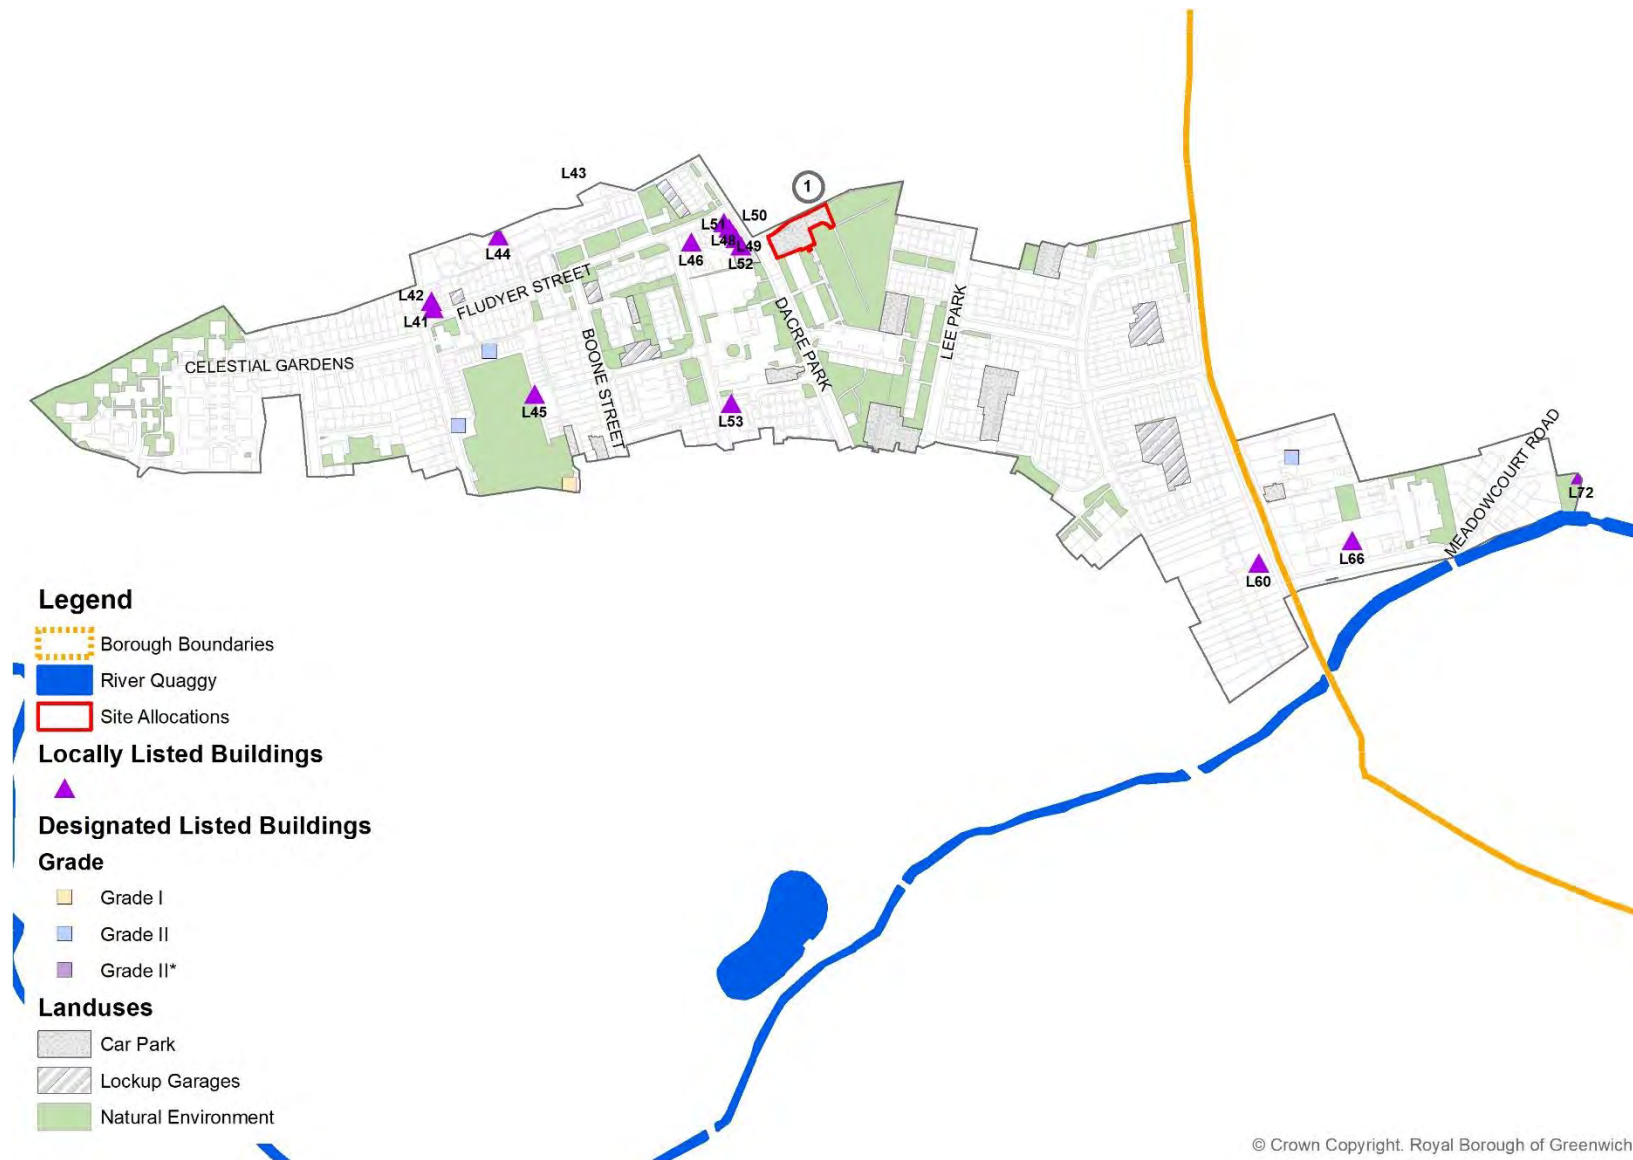 L43
1
L50
L51
L48
L49
L44
L46
L52
L42
FLUDYER STREET
L41
DACRE PARK
LEE PARK
BOONE STREET
CELESTIAL GARDENS
L45
L53
MEADOWCOURT ROAD
L72
L66
L60
Legend
Borough Boundaries
River Quaggy
Site Allocations
Locally Listed Buildings
Designated Listed Buildings
Grade
Grade I
Grade II
Grade II*
Landuses
Car Park
Lockup Garages
Natural Environment
© Crown Copyright. Royal Borough of Greenwich